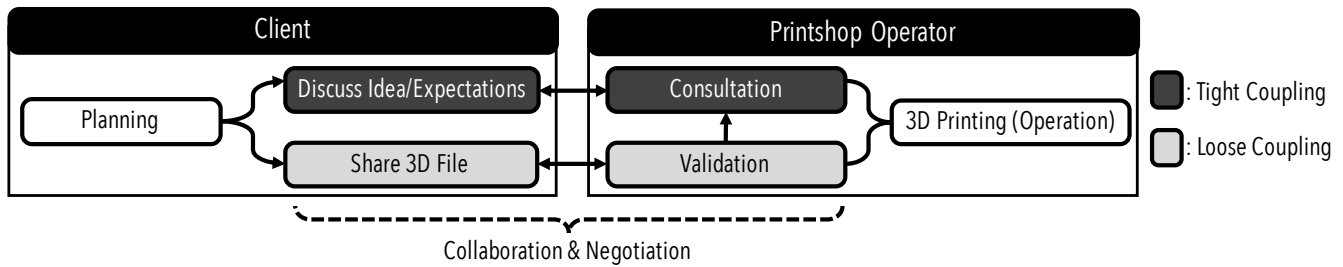 Client
Printshop Operator
Discuss Idea/Expectations
Consultation
: Tight Coupling
Planning
3D Printing (Operation)
Share 3D File
Validation
: Loose Coupling
Collaboration & Negotiation